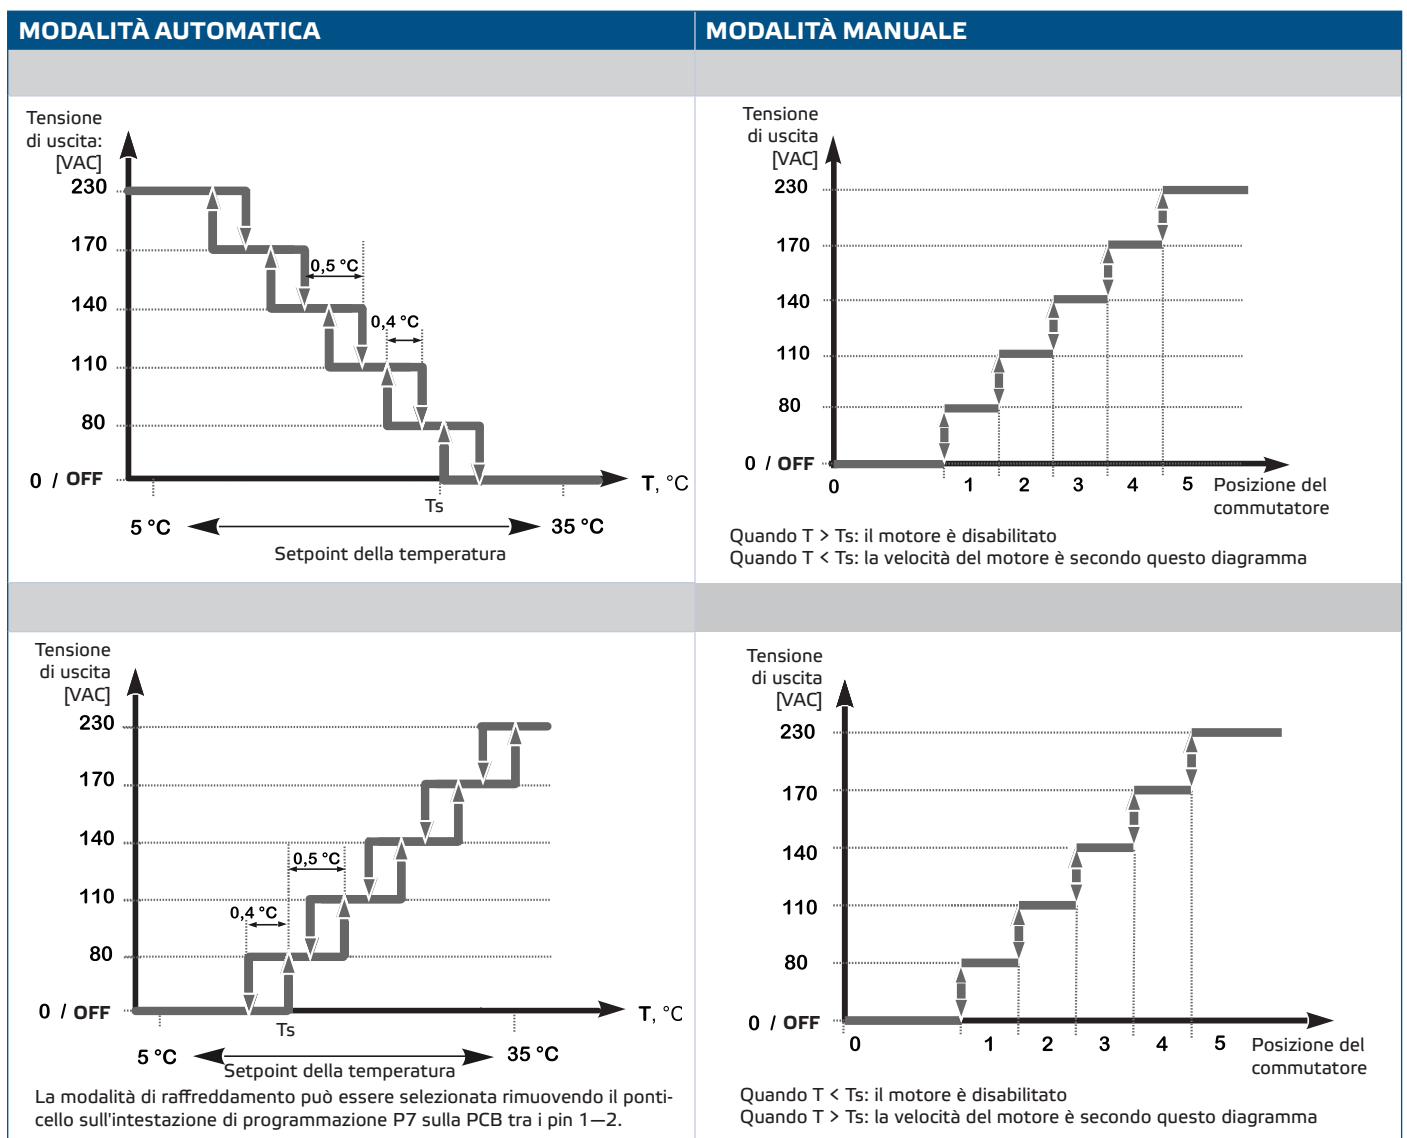 MODALITÀ AUTOMATICA
MODALITÀ MANUALE
Tensione
di uscita:
[VAC]
230
170
140
110
80
0 / OFF
0,5 °C
0,4 °C
Ts
T, °C
5 °C
35 °C
Setpoint della temperatura
Tensione
di uscita
[VAC]
230
170
140
110
80
0 / OFF
0
1
2
3
4
5
Posizione del
commutatore
Quando T > Ts: il motore è disabilitato
Quando T < Ts: la velocità del motore è secondo questo diagramma
Tensione
di uscita
[VAC]
230
170
140
110
80
0 / OFF
0,5 °C
0,4 °C
Ts
T, °C
5 °C
35 °C
Setpoint della temperatura
La modalità di raffreddamento può essere selezionata rimuovendo il ponti-
cello sull'intestazione di programmazione P7 sulla PCB tra i pin 1—2.
Tensione
di uscita
[VAC]
230
170
140
110
80
0 / OFF
0
1
2
3
4
5
Posizione del
commutatore
Quando T < Ts: il motore è disabilitato
Quando T > Ts: la velocità del motore è secondo questo diagramma